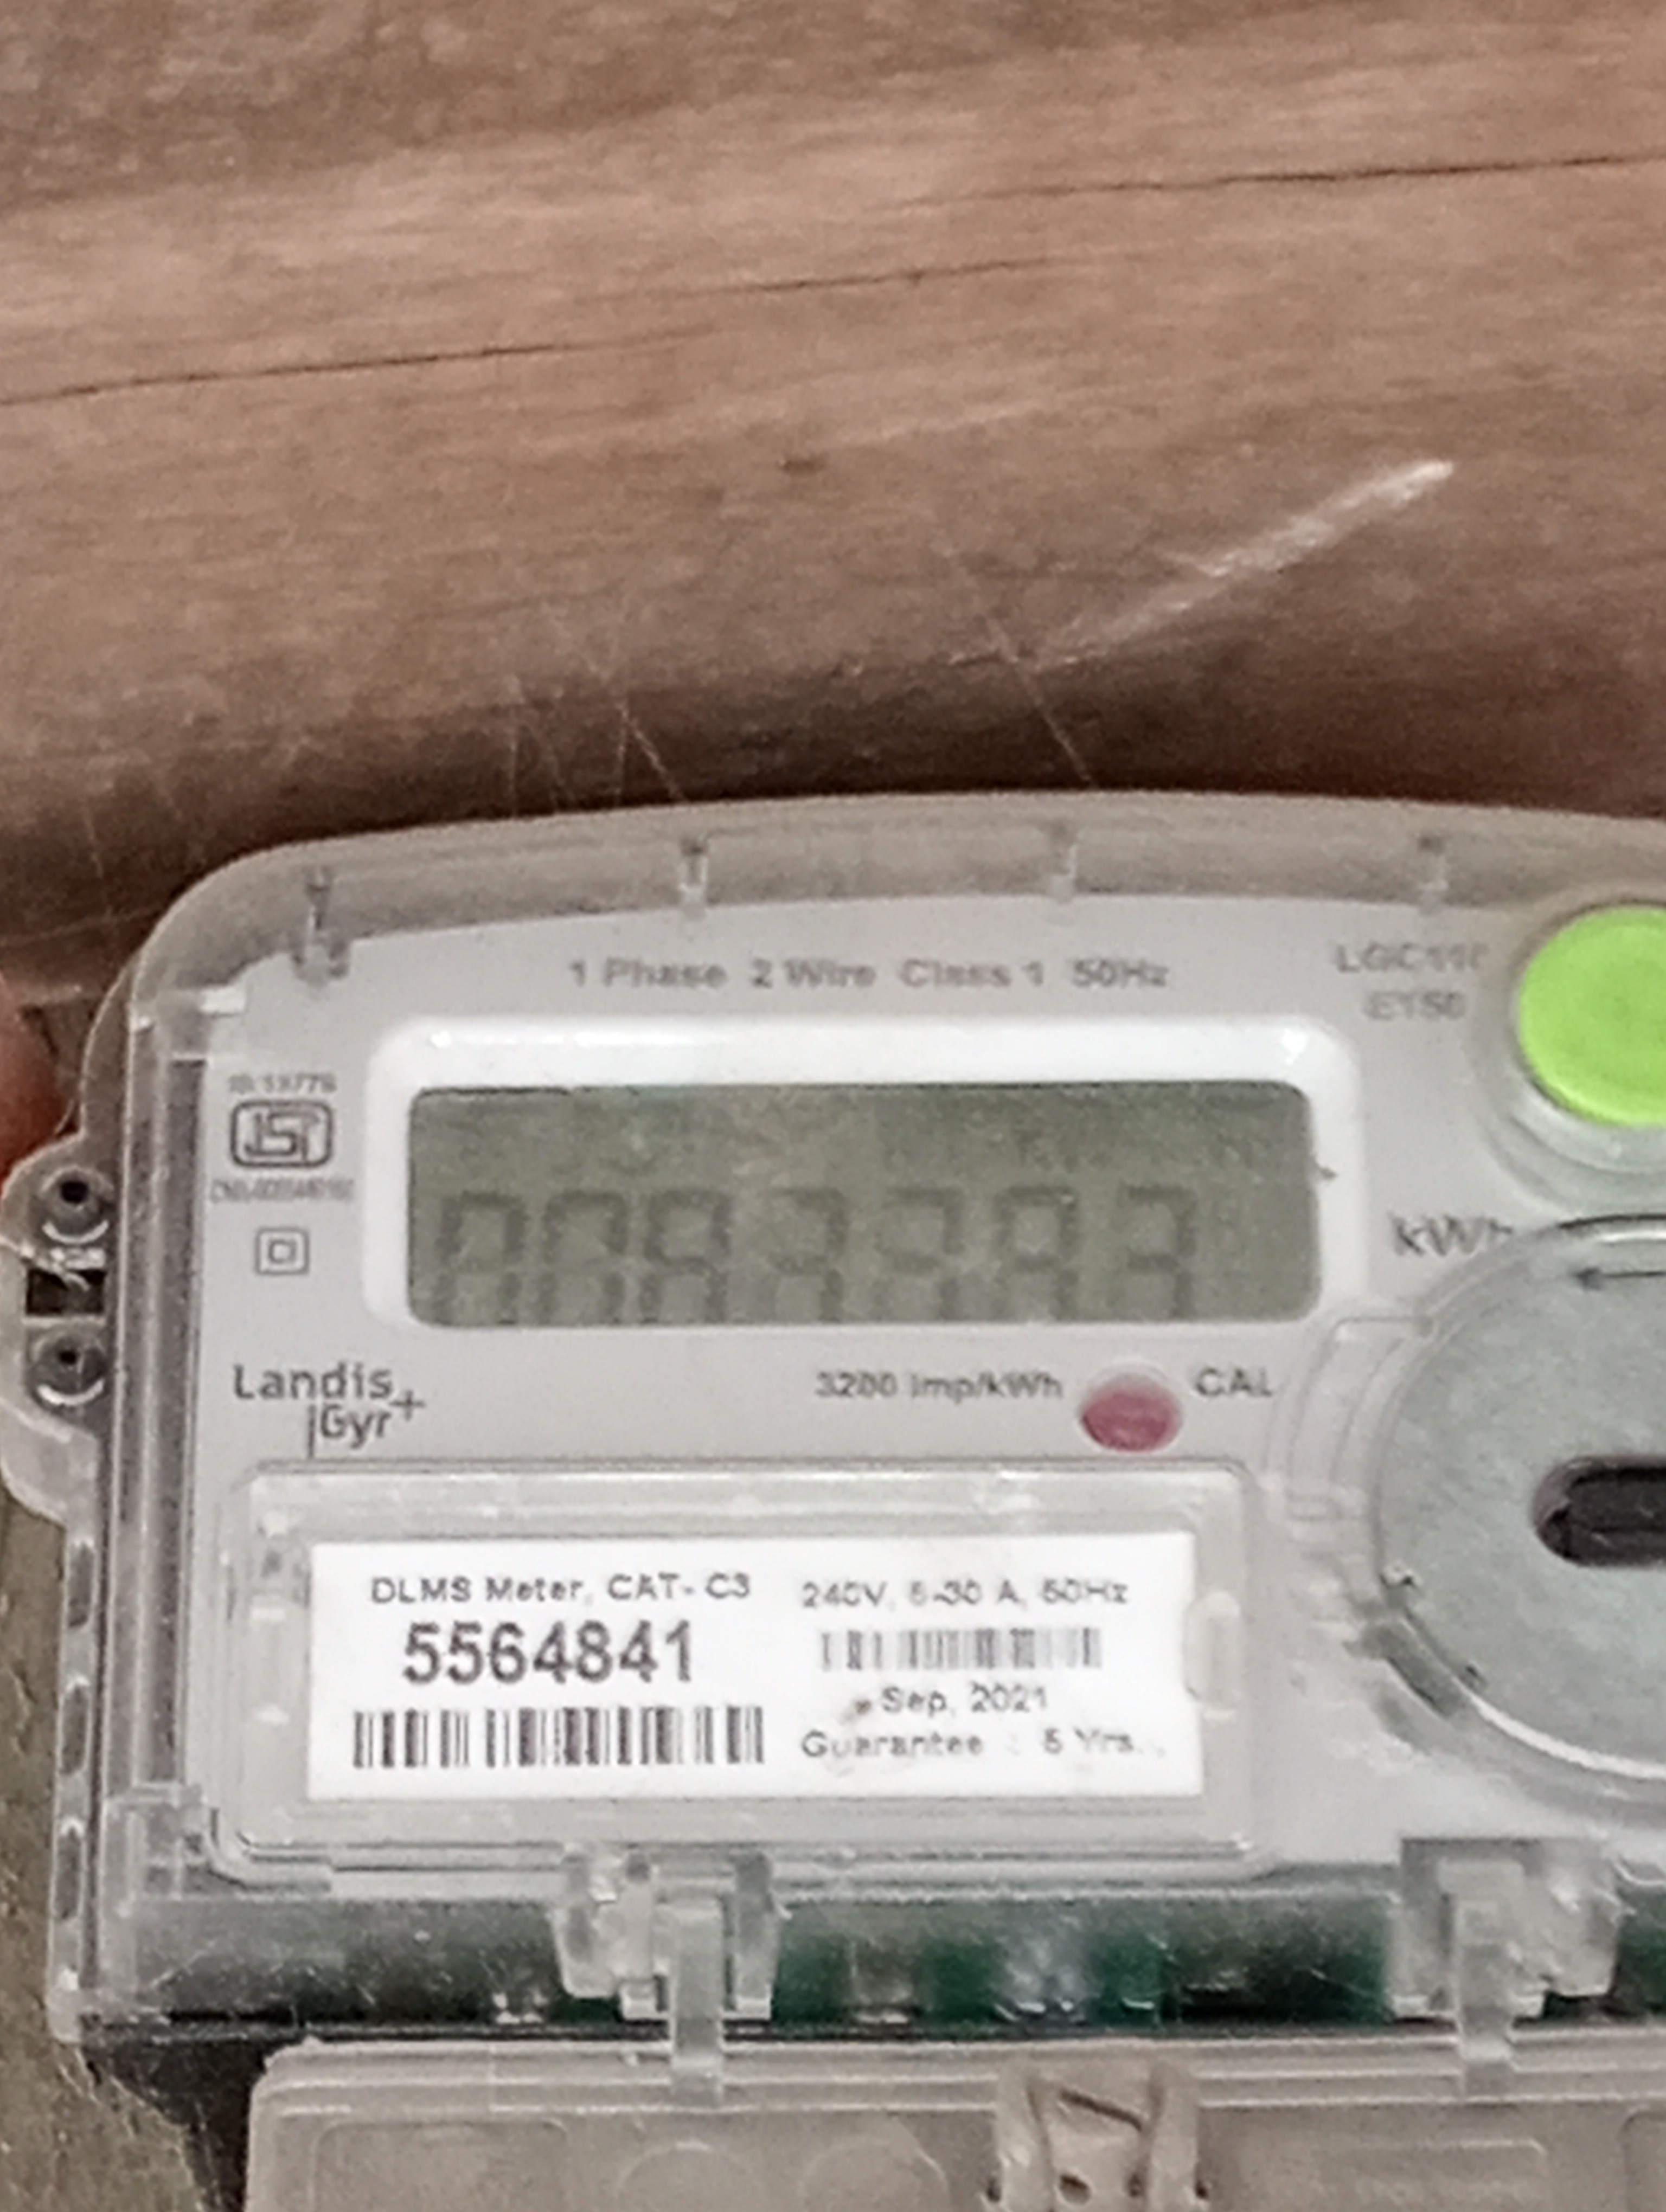 1 Phase 2 Wire Class 1 50Hz
ISI
kWh
Landis
|Gyr+
3200 imp/kWh
CAL
DLMS Meter, CAT- C3
5564841
240V, 5-30 A, 50Hz
Sep, 2021
Guarantee : 5 Yrs.